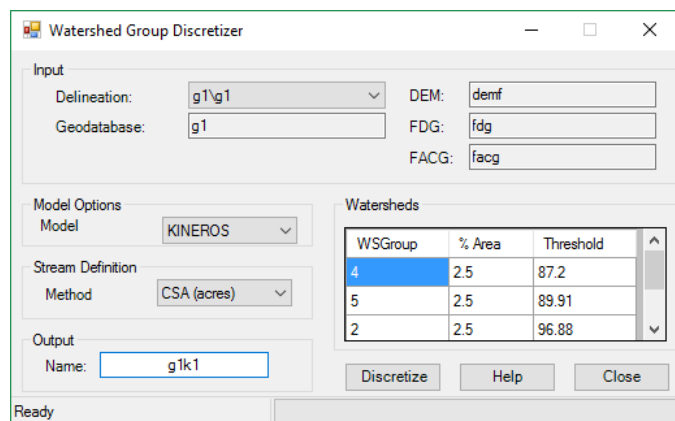 Watershed Group Discretizer
Input
Delineation: g1\g1
Geodatabase: g1
DEM: demf
FDG: fdg
FACG: facg
Model Options
Model KINEROS
Stream Definition
Method CSA (acres)
Output
Name: g1k1
Watersheds
WSGroup % Area Threshold
4 2.5 87.2
5 2.5 89.91
2 2.5 96.88
Discretize Help Close
Ready